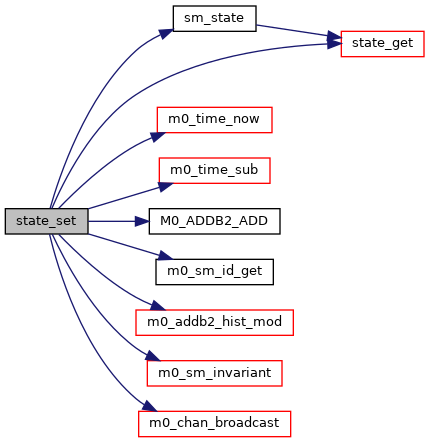 sm_state
state_get
m0_time_now
m0_time_sub
state_set
M0_ADDB2_ADD
m0_sm_id_get
m0_addb2_hist_mod
m0_sm_invariant
m0_chan_broadcast